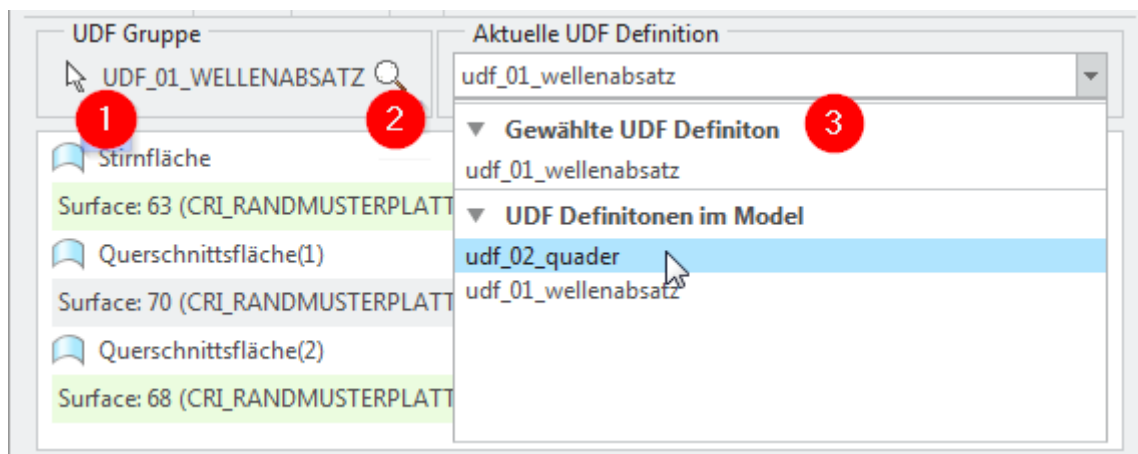 UDF Gruppe
UDF_01_WELLENABSATZ
1
2
Stirnfläche
Surface: 63 (CRI_RANDMUSTERPLATT
Querschnittsfläche(1)
Surface: 70 (CRI_RANDMUSTERPLATT
Querschnittsfläche(2)
Surface: 68 (CRI_RANDMUSTERPLATT
Aktuelle UDF Definition
udf_01_wellenabsatz
Gewählte UDF Definiton
3
udf_01_wellenabsatz
UDF Definitonen im Model
udf_02_quader
udf_01_wellenabsatz